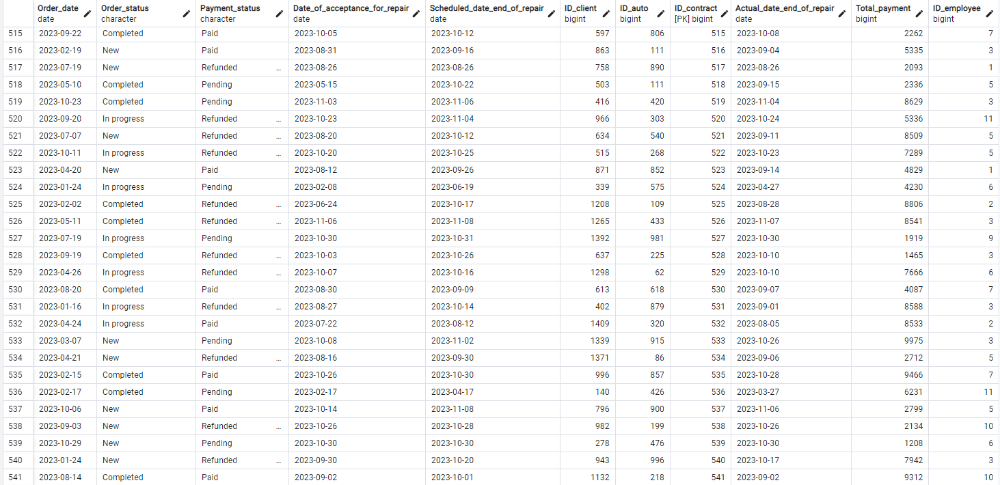 Order_date Order_status Payment_status Date_of_acceptance_for_repair Scheduled_date_end_of_repair ID_client ID_auto ID_contract Actual_date_end_of_repair Total_payment ID_employee
date character character date date bigint bigint [PK] bigint date bigint bigint
515 2023-09-22 Completed Paid 2023-10-05 2023-10-12 597 806 515 2023-10-08 2262 7
516 2023-02-19 New Paid 2023-08-31 2023-09-16 863 111 516 2023-09-04 5335 3
517 2023-07-19 New Refunded ... 2023-08-26 2023-08-26 758 890 517 2023-08-26 2093 1
518 2023-05-10 Completed Pending 2023-05-15 2023-10-22 503 111 518 2023-09-15 2336 5
519 2023-10-23 Completed Pending 2023-11-03 2023-11-06 416 420 519 2023-11-04 8629 3
520 2023-09-20 In progress Refunded ... 2023-10-23 2023-11-04 966 303 520 2023-10-24 5336 11
521 2023-07-07 New Refunded ... 2023-08-20 2023-10-12 634 540 521 2023-09-11 8509 5
522 2023-10-11 In progress Refunded ... 2023-10-20 2023-10-25 515 268 522 2023-10-23 7289 5
523 2023-04-20 New Paid 2023-08-12 2023-09-26 871 852 523 2023-09-14 4829 1
524 2023-01-24 In progress Pending 2023-02-08 2023-06-19 339 575 524 2023-04-27 4230 6
525 2023-02-02 Completed Refunded ... 2023-06-24 2023-10-17 1208 109 525 2023-08-28 8806 2
526 2023-05-11 Completed Refunded ... 2023-11-06 2023-11-08 1265 433 526 2023-11-07 8541 3
527 2023-07-19 In progress Pending 2023-10-30 2023-10-31 1392 981 527 2023-10-30 1919 9
528 2023-09-19 Completed Refunded ... 2023-10-03 2023-10-26 637 225 528 2023-10-10 1465 3
529 2023-04-26 In progress Refunded ... 2023-10-07 2023-10-16 1298 62 529 2023-10-10 7666 6
530 2023-08-20 Completed Paid 2023-08-30 2023-09-09 613 618 530 2023-09-07 4087 7
531 2023-01-16 In progress Refunded ... 2023-08-27 2023-10-14 402 879 531 2023-09-01 8588 3
532 2023-04-24 In progress Paid 2023-07-22 2023-08-12 1409 320 532 2023-08-05 8533 2
533 2023-03-07 New Pending 2023-10-08 2023-11-02 1339 915 533 2023-10-26 9975 3
534 2023-04-21 New Refunded ... 2023-08-16 2023-09-30 1371 86 534 2023-09-06 2712 5
535 2023-02-15 Completed Paid 2023-10-26 2023-10-30 996 857 535 2023-10-28 9466 7
536 2023-02-17 Completed Pending 2023-02-17 2023-04-17 140 426 536 2023-03-27 6231 11
537 2023-10-06 New Paid 2023-10-14 2023-11-08 796 900 537 2023-11-06 2799 5
538 2023-09-03 New Refunded ... 2023-10-26 2023-10-28 982 199 538 2023-10-26 2134 10
539 2023-10-29 New Pending 2023-10-30 2023-10-30 278 476 539 2023-10-30 1208 6
540 2023-01-24 New Refunded ... 2023-09-30 2023-10-20 943 996 540 2023-10-17 7942 3
541 2023-08-14 Completed Paid 2023-09-02 2023-10-01 1132 218 541 2023-09-02 9312 10